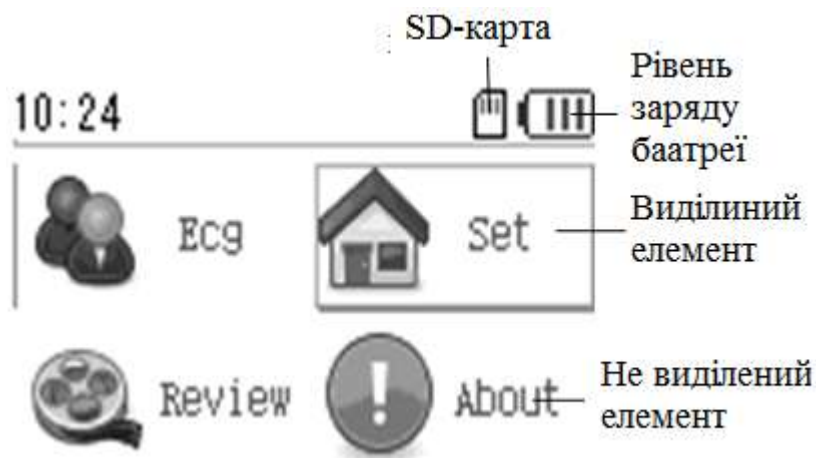 SD-карта
Рівень
заряду
баатреї
10:24
Ecg
Set
Виділиний
елемент
Review
About
Не виділений
елемент